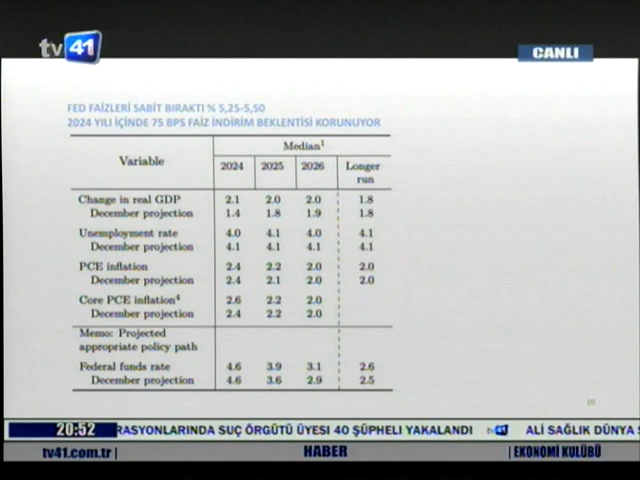 tv 41
CANLI
FED FAİZLERİ SABİT BIRAKTI % 5,25-5,50
2024 YILI İÇİNDE 75 BPS FAİZ İNDİRİM BEKLENTİSİ KORUNUYOR
Variable Median1
2024 2025 2026 Longer run
Change in real GDP 2.1 2.0 2.0 1.8
December projection 1.4 1.8 1.9 1.8
Unemployment rate 4.0 4.1 4.0 4.1
December projection 4.1 4.1 4.1 4.1
PCE inflation 2.4 2.2 2.0 2.0
December projection 2.4 2.1 2.0 2.0
Core PCE inflation4 2.6 2.2 2.0
December projection 2.4 2.2 2.0
Memo: Projected
appropriate policy path
Federal funds rate 4.6 3.9 3.1 2.6
December projection 4.6 3.6 2.9 2.5
10
20:52 RASYONLARINDA SUÇ ÖRGÜTÜ ÜYESİ 40 ŞÜPHELİ YAKALANDI tv41 ALİ SAĞLIK DÜNYA S
tv41.com.tr | HABER | EKONOMİ KULÜBÜ